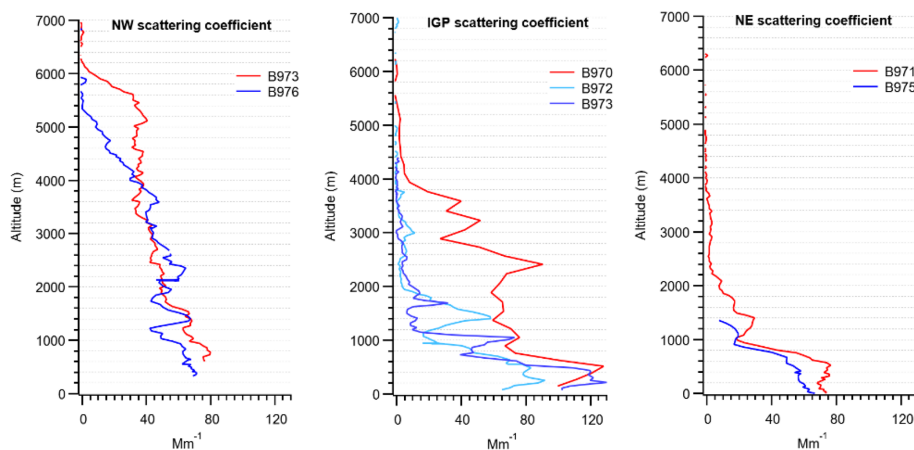 NW scattering coefficient
7000
6000
5000
4000
3000
2000
1000
0
Altitude (m)
B973
B976
0 40 80 120
Mm-1
IGP scattering coefficient
7000
6000
5000
4000
3000
2000
1000
0
Altitude (m)
B970
B972
B973
0 40 80 120
Mm-1
NE scattering coefficient
7000
6000
5000
4000
3000
2000
1000
0
Altitude (m)
B971
B975
0 40 80 120
Mm-1